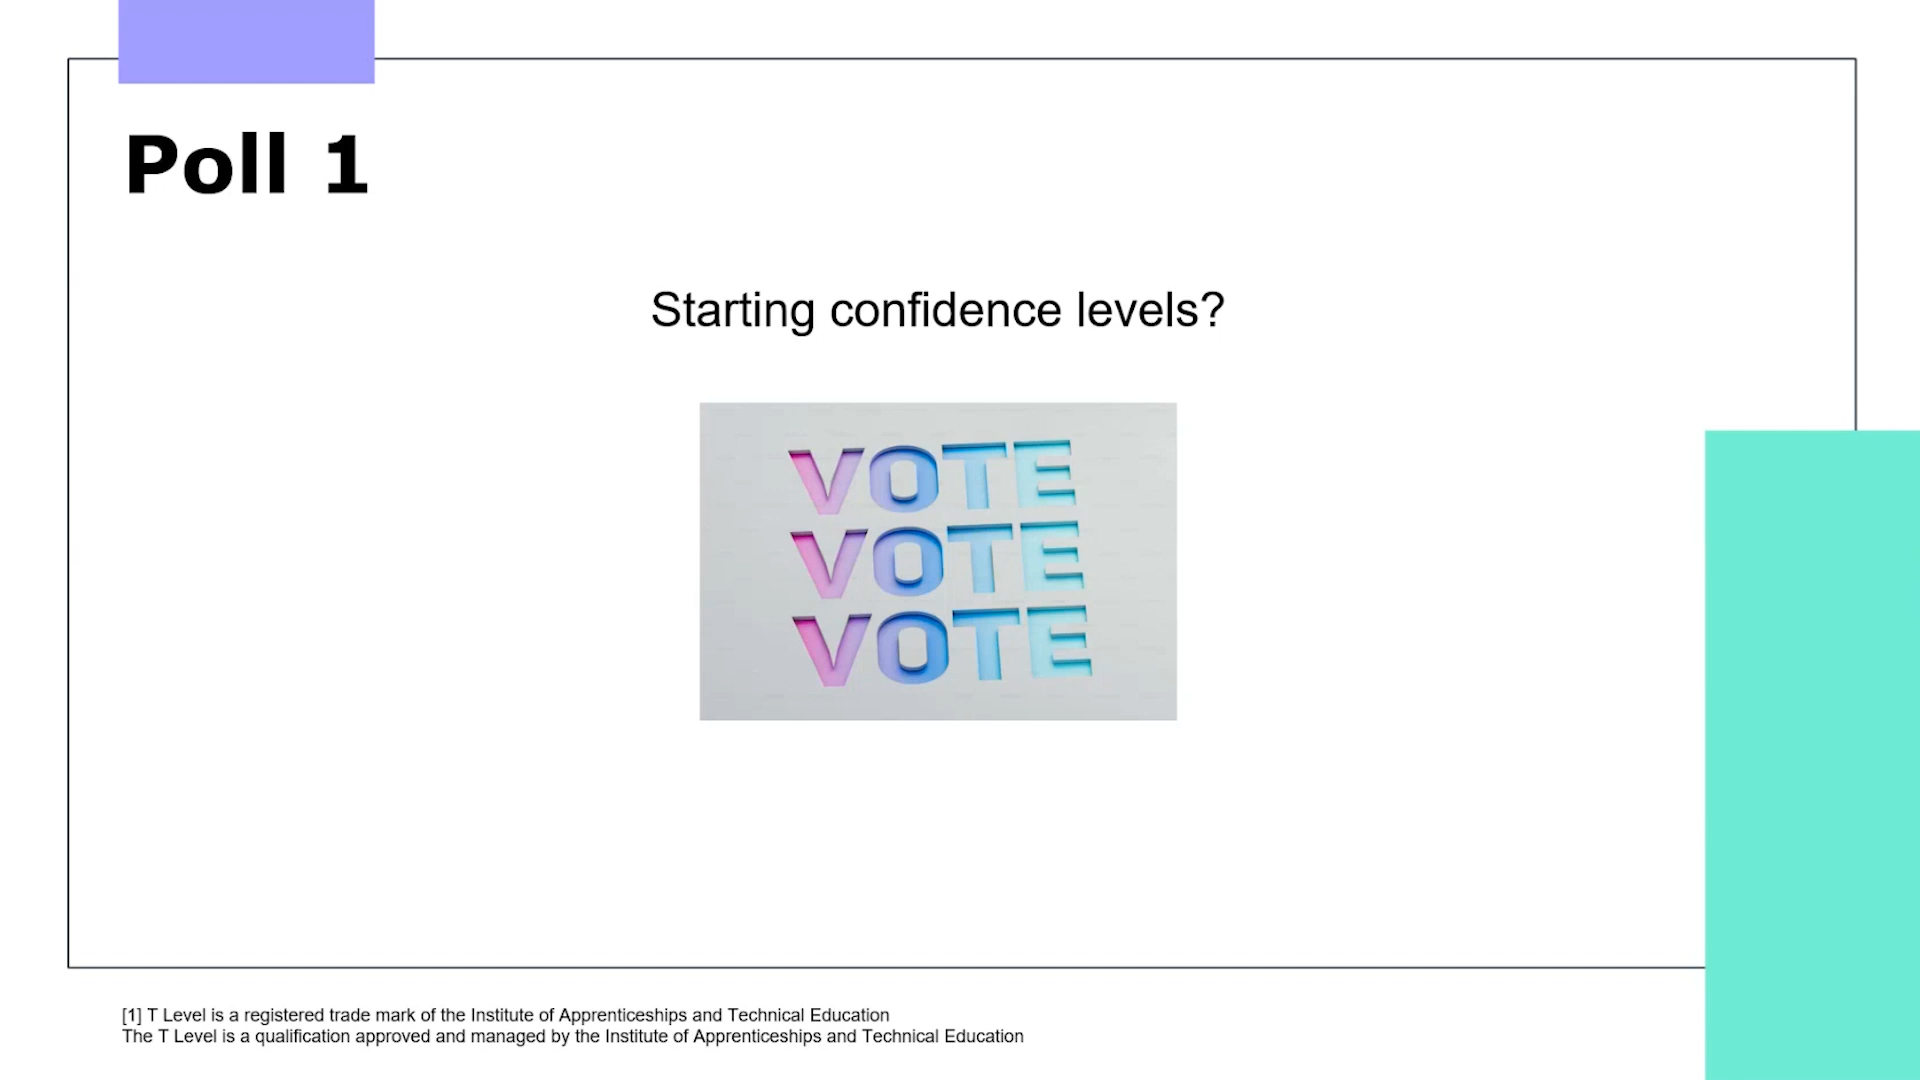 Poll 1
Starting confidence levels?
VOTE
VOTE
VOTE
[1] T Level is a registered trade mark of the Institute of Apprenticeships and Technical Education
The T Level is a qualification approved and managed by the Institute of Apprenticeships and Technical Education